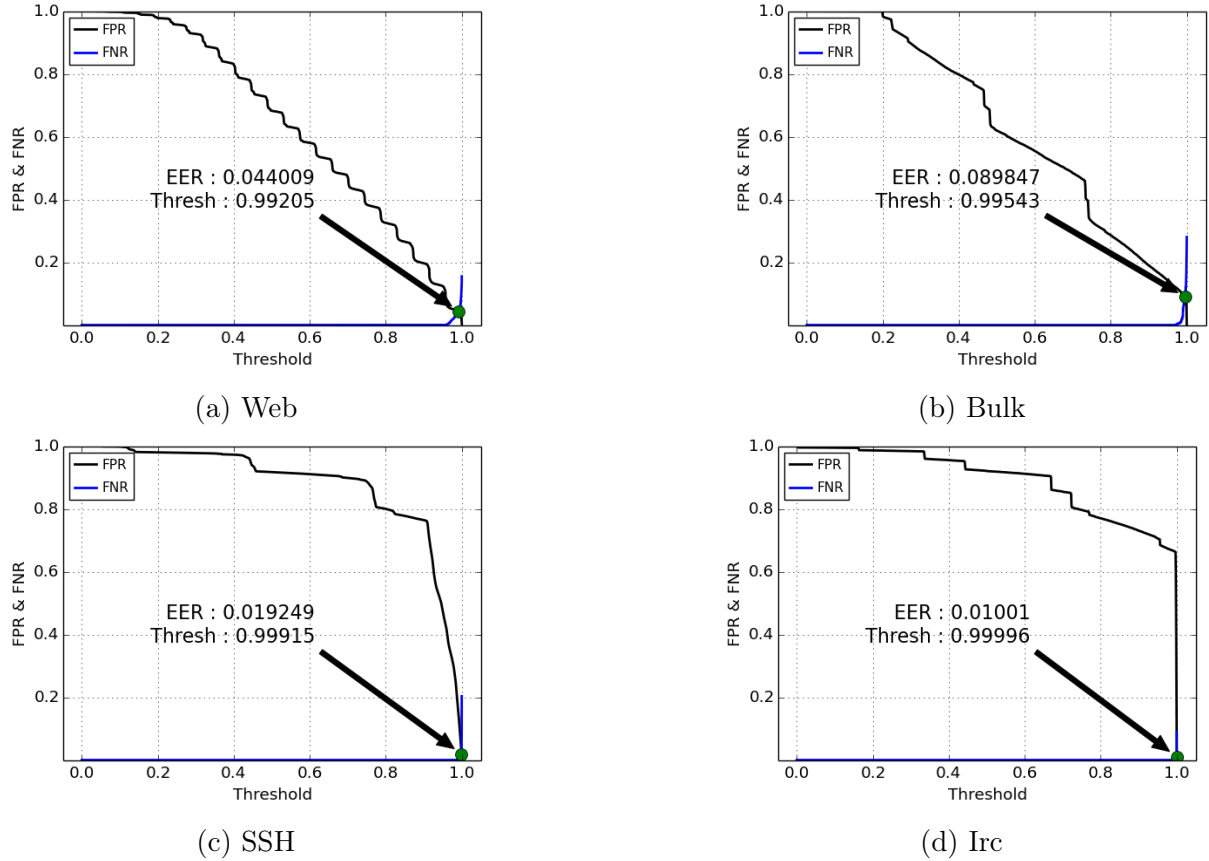 1.0
0.8
0.6
0.4
0.2
FPR & FNR
FPR
FNR
EER : 0.044009
Thresh : 0.99205
0.0 0.2 0.4 0.6 0.8 1.0
Threshold
(a) Web
1.0
0.8
0.6
0.4
0.2
FPR & FNR
FPR
FNR
EER : 0.089847
Thresh : 0.99543
0.0 0.2 0.4 0.6 0.8 1.0
Threshold
(b) Bulk
1.0
0.8
0.6
0.4
0.2
FPR & FNR
FPR
FNR
EER : 0.019249
Thresh : 0.99915
0.0 0.2 0.4 0.6 0.8 1.0
Threshold
(c) SSH
1.0
0.8
0.6
0.4
0.2
FPR & FNR
FPR
FNR
EER : 0.01001
Thresh : 0.99996
0.0 0.2 0.4 0.6 0.8 1.0
Threshold
(d) Irc